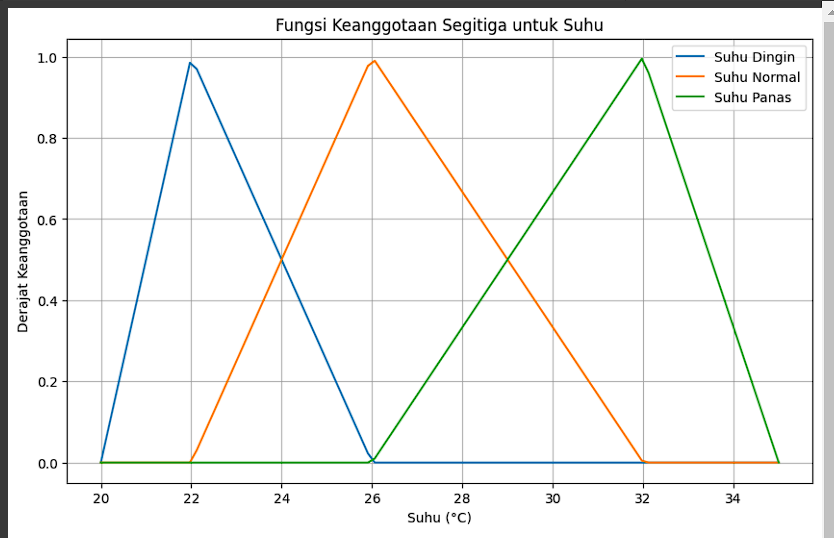 Fungsi Keanggotaan Segitiga untuk Suhu
Suhu Dingin
Suhu Normal
Suhu Panas
Derajat Keanggotaan
1.0
0.8
0.6
0.4
0.2
0.0
20 22 24 26 28 30 32 34
Suhu (°C)